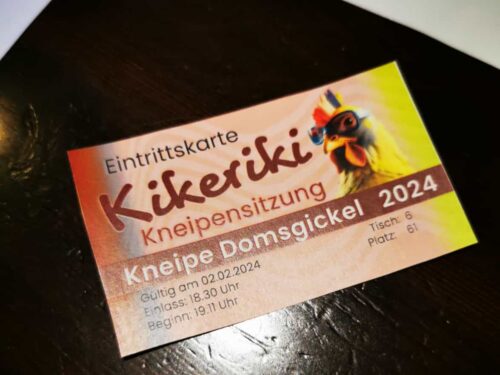 Eintrittskarte
Kikeriki
Kneipensitzung
Kneipe Domsgickel 2024
Gültig am 02.02.2024
Einlass: 18.30 Uhr
Beginn: 19.11 Uhr
Tisch: 6
Platz: 61